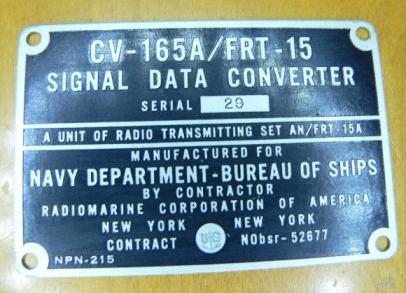 CV-165A/FRT-15
SIGNAL DATA CONVERTER
SERIAL 29
A UNIT OF RADIO TRANSMITTING SET AN/FRT-15A
MANUFACTURED FOR
NAVY DEPARTMENT-BUREAU OF SHIPS
BY CONTRACTOR
RADIOMARINE CORPORATION OF AMERICA
NEW YORK NEW YORK
CONTRACT NObsr-52677
NPN-215